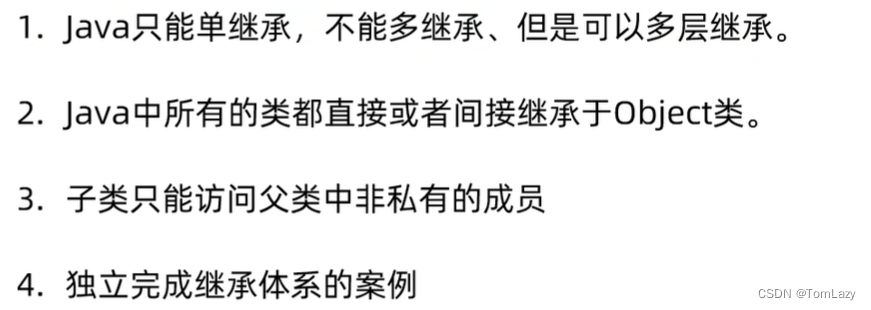 1. Java只能单继承，不能多继承、但是可以多层继承。
2. Java中所有的类都直接或者间接继承于Object类。
3. 子类只能访问父类中非私有的成员
4. 独立完成继承体系的案例
CSDN @TomLazy